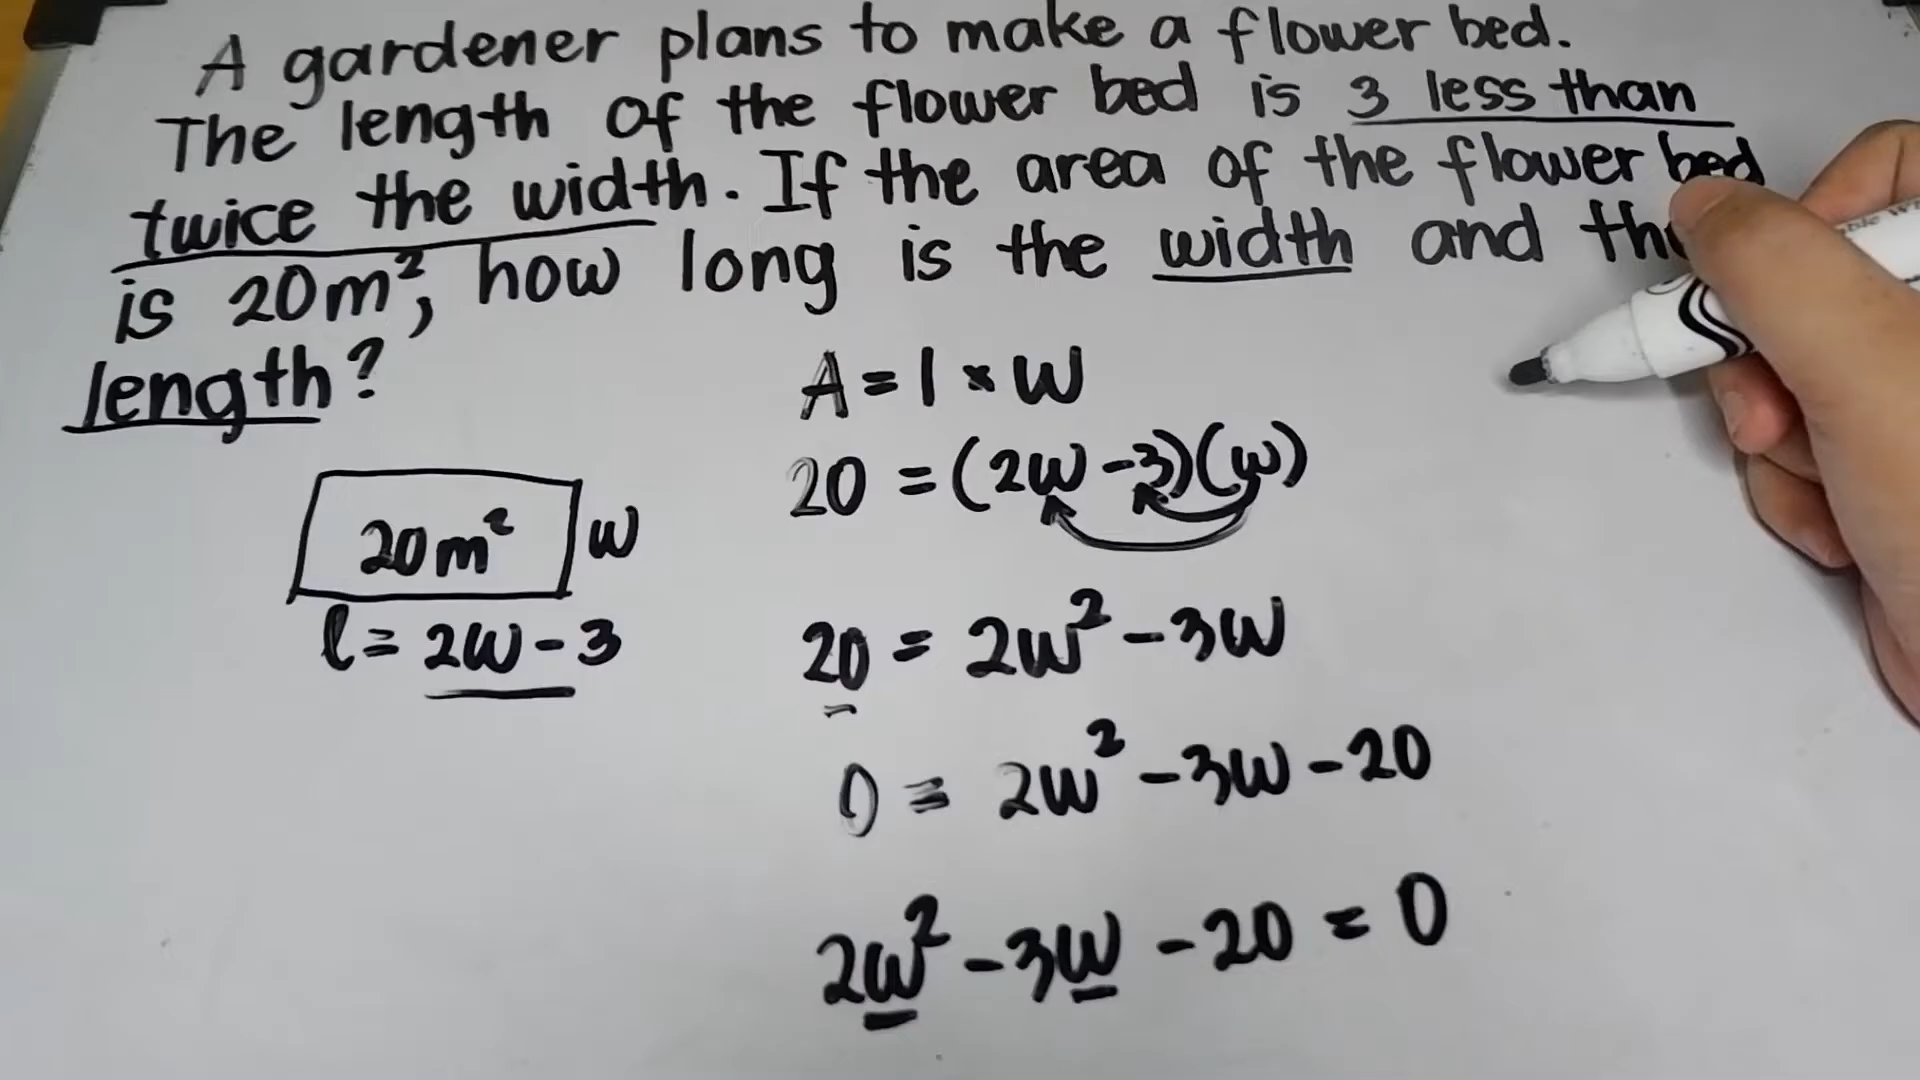 A gardener plans to make a flower bed.
The length of the flower bed is 3 less than
twice the width. If the area of the flower bed
is 20m², how long is the width and the
length?
A = l × w
20 = (2w - 3)(w)
20m² w
l = 2w - 3
20 = 2w² - 3w
0 = 2w² - 3w - 20
2w² - 3w - 20 = 0